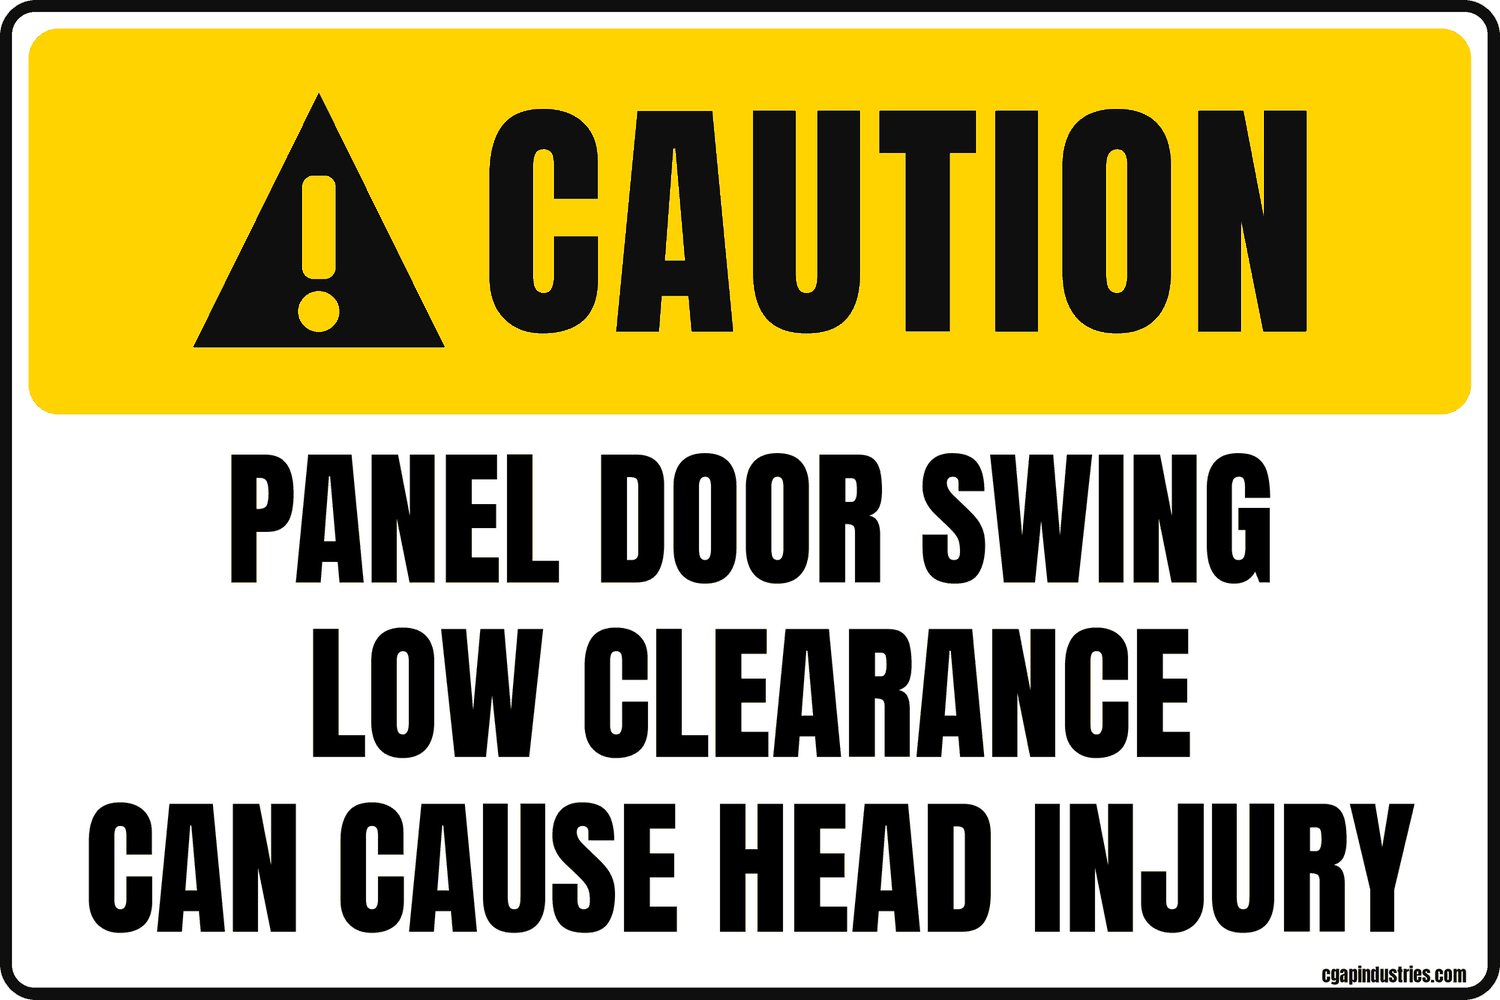 CAUTION
PANEL DOOR SWING
LOW CLEARANCE
CAN CAUSE HEAD INJURY
cgapindustries.com